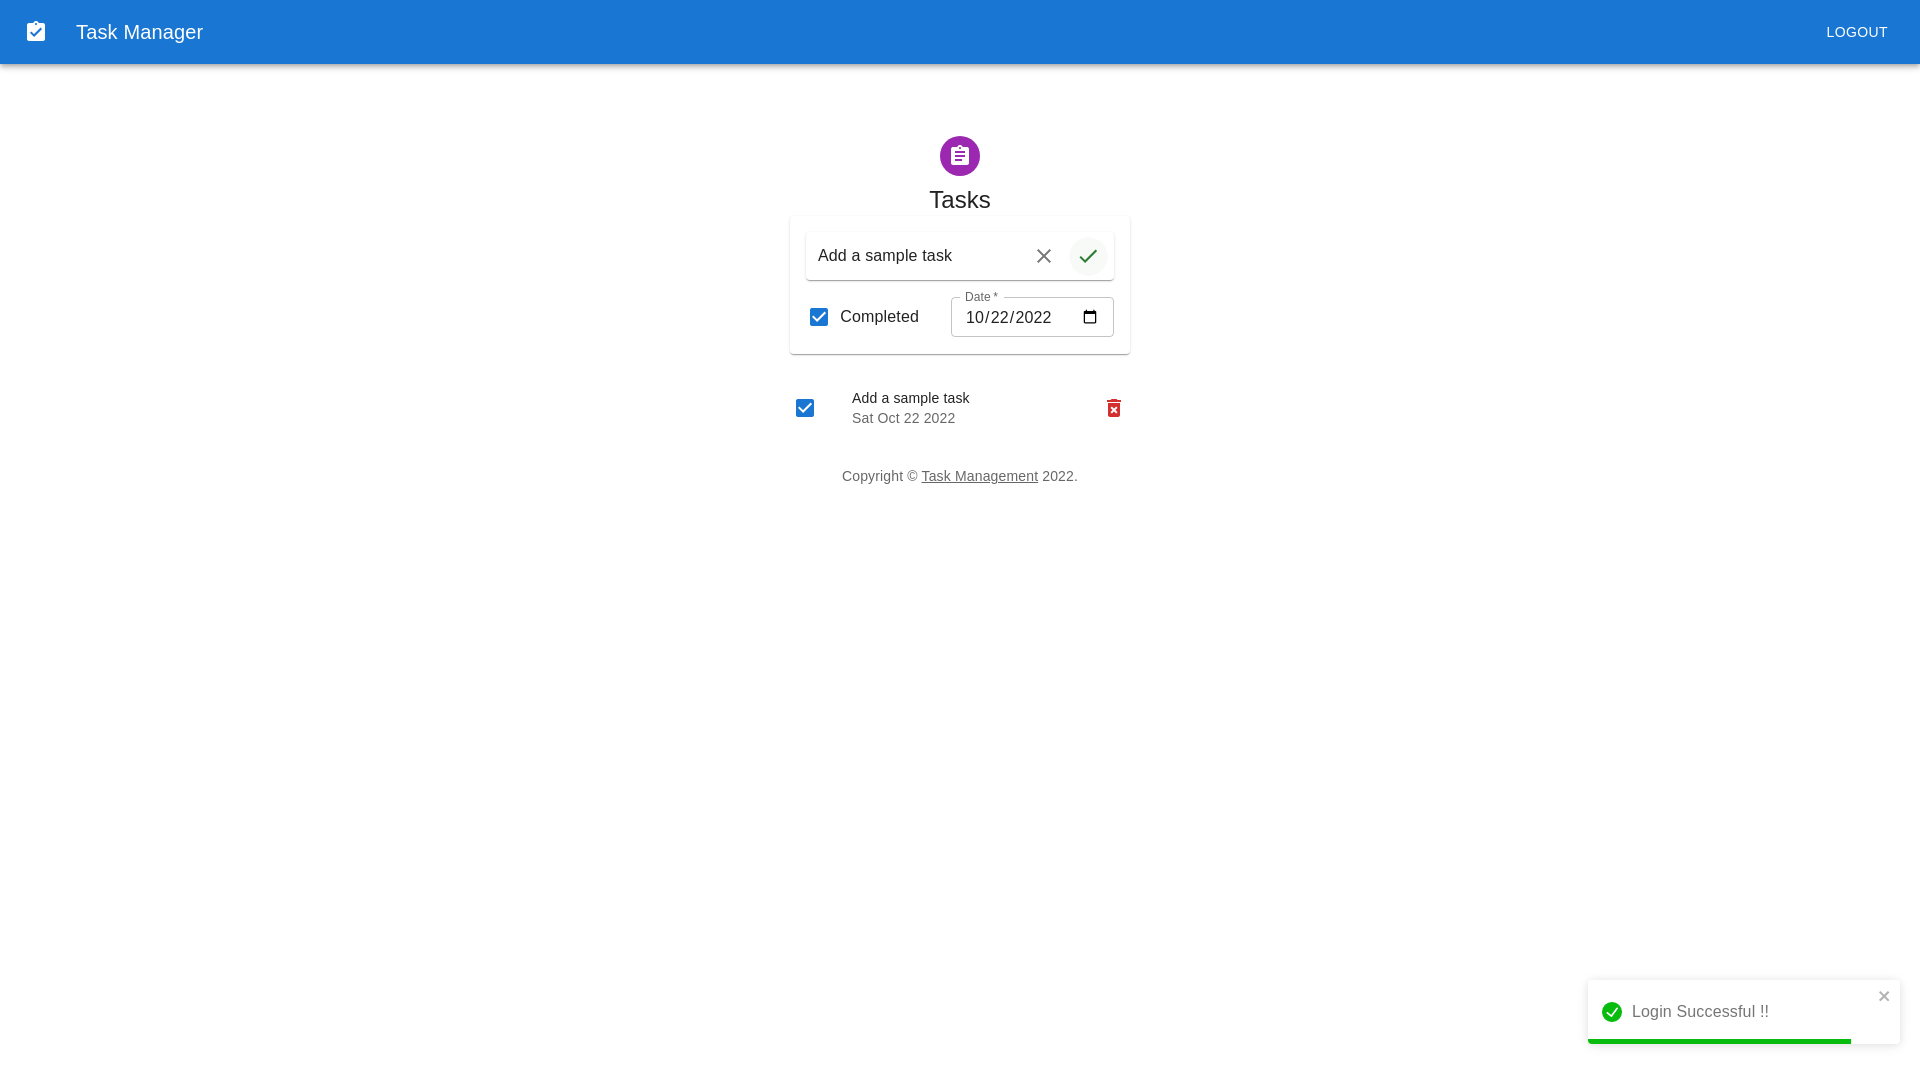 Task Manager
LOGOUT
Tasks
Add a sample task
Date *
Completed
10/22/2022
Add a sample task
Sat Oct 22 2022
Copyright © Task Management 2022.
Login Successful !!